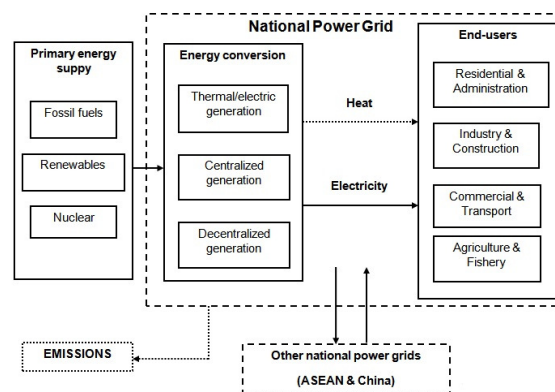 National Power Grid
Primary energy
suppy
Fossil fuels
Renewables
Nuclear
Energy conversion
Thermal/electric
generation
Centralized
generation
Decentralized
generation
Heat
Electricity
End-users
Residential &
Administration
Industry &
Construction
Commercial &
Transport
Agriculture &
Fishery
EMISSIONS
Other national power grids
(ASEAN & China)